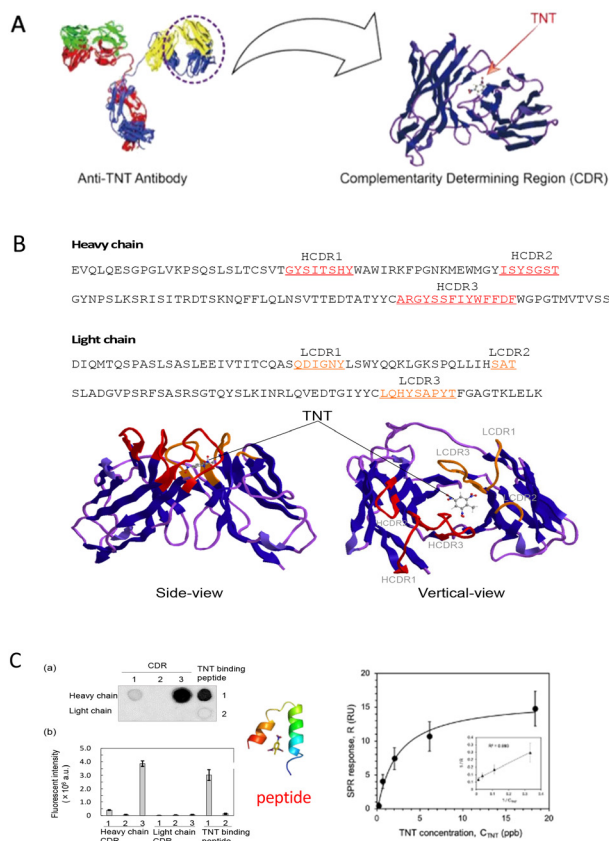 A
TNT
Anti-TNT Antibody
Complementarity Determining Region (CDR)
B
Heavy chain
HCDR1
HCDR2
EVQLQESGPGLVKPSQSLSLTCSVTGYSITSHYWAWIRKFPGNKMEWMGYISYSGST
HCDR3
GYNPSLKSRISITRDTSKNQFFLQLNSVTTEDTATYYCARGYSSFIYWFFDFWGPGTMVTVSS
Light chain
LCDR1
LCDR2
DIQMTQSPASLSASLEEIVTITCQASQDIGNYLSWYQQKLGKSPQLLIHSAT
LCDR3
SLADGVPSRFSASRSGTQYSLKINRLQVEDTGIYYCLQHYSAPYTFGAGTKLELK
TNT
LCDR1
LCDR3
LCDR2
HCDR2
HCDR3
HCDR1
Side-view
Vertical-view
C
(a)
CDR
TNT binding
peptide
1 2 3
Heavy chain
1
Light chain
2
(b)
Fluorescent intensity
(× 10⁶ a.u.)
5.0
4.0
3.0
2.0
1.0
0
1 2 3 1 2 3 1 2
Heavy chain
CDR
Light chain
CDR
TNT binding
peptide
peptide
SPR response, R (RU)
20
15
10
5
0
0 5 10 15 20
TNT concentration, C_TNT (ppb)